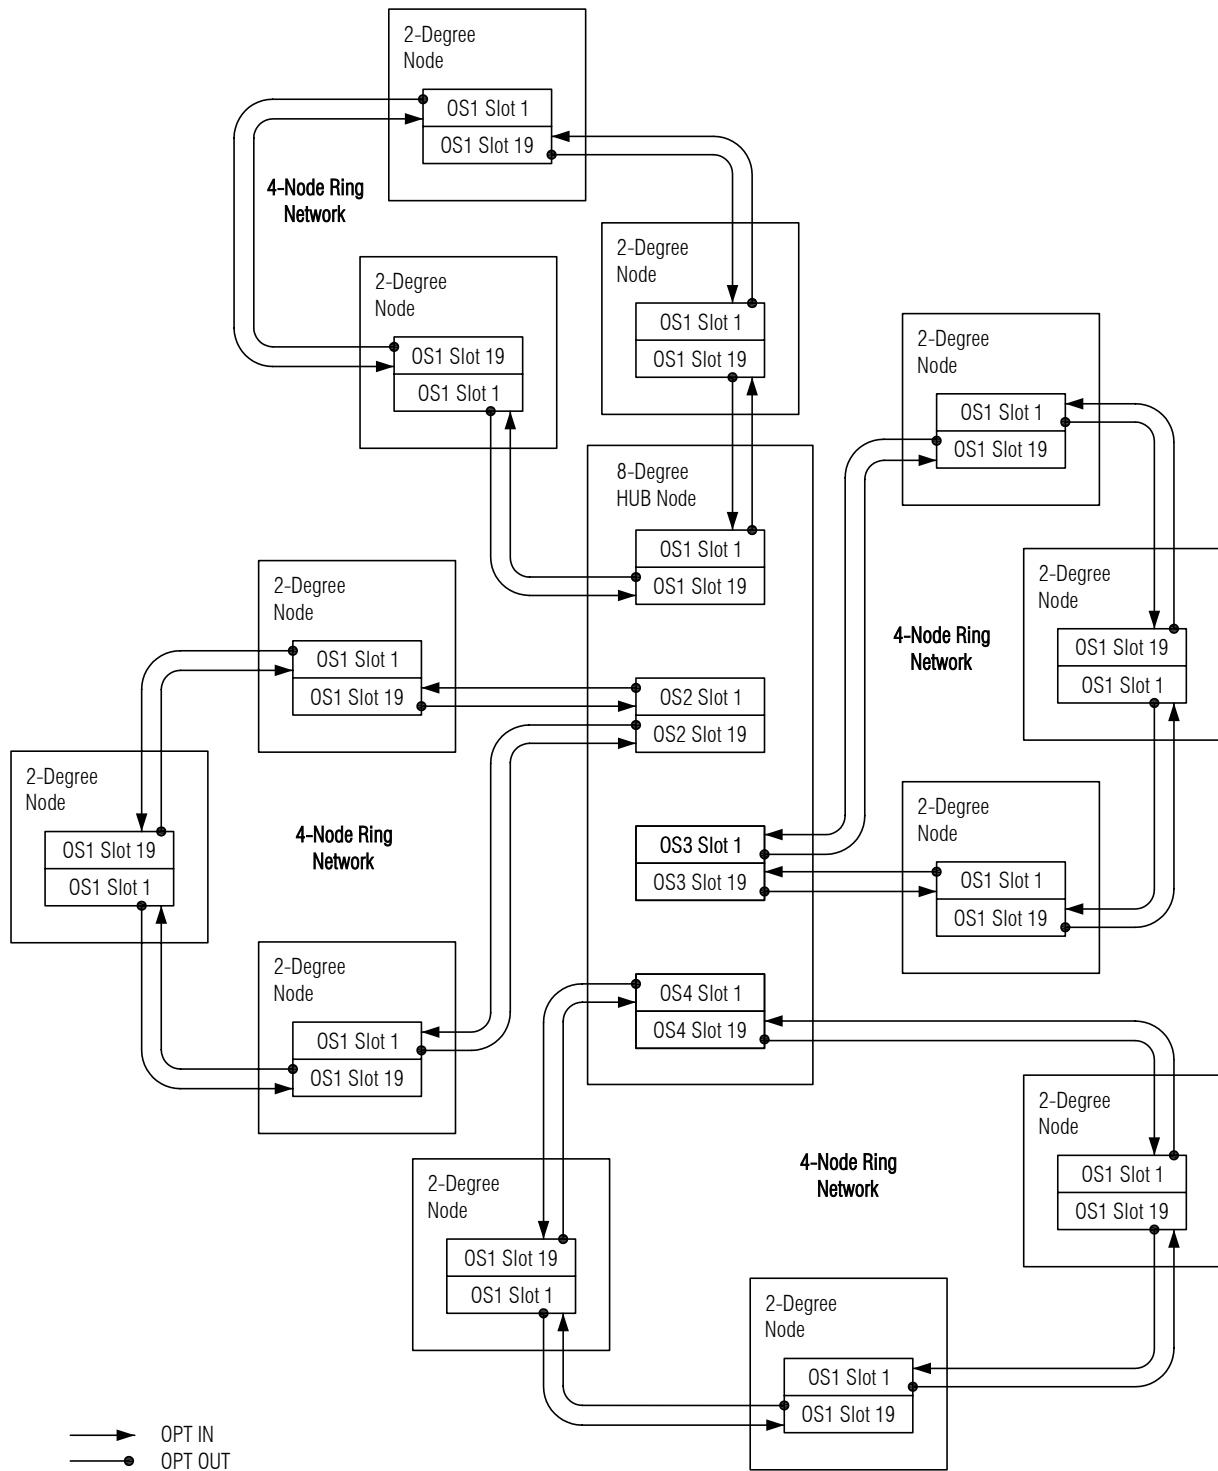 2-Degree
Node
OS1 Slot 1
OS1 Slot 19
4-Node Ring
Network
2-Degree
Node
OS1 Slot 1
OS1 Slot 19
2-Degree
Node
OS1 Slot 19
OS1 Slot 1
2-Degree
Node
OS1 Slot 1
OS1 Slot 19
8-Degree
HUB Node
OS1 Slot 1
OS1 Slot 19
OS2 Slot 1
OS2 Slot 19
OS3 Slot 1
OS3 Slot 19
OS4 Slot 1
OS4 Slot 19
2-Degree
Node
OS1 Slot 19
OS1 Slot 1
4-Node Ring
Network
2-Degree
Node
OS1 Slot 1
OS1 Slot 19
2-Degree
Node
OS1 Slot 1
OS1 Slot 19
2-Degree
Node
OS1 Slot 19
OS1 Slot 1
4-Node Ring
Network
2-Degree
Node
OS1 Slot 1
OS1 Slot 19
2-Degree
Node
OS1 Slot 1
OS1 Slot 19
4-Node Ring
Network
2-Degree
Node
OS1 Slot 19
OS1 Slot 1
2-Degree
Node
OS1 Slot 1
OS1 Slot 19
OPT IN
OPT OUT